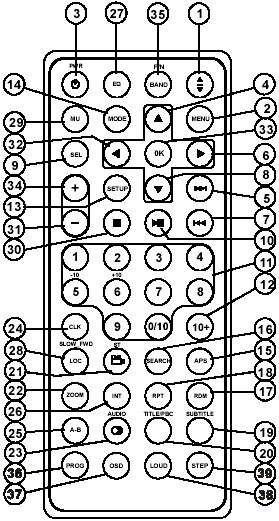 3 27 35 1
PWR P/N
EQ BAND
14 4
MU MODE MENU 2
29 33
32
SEL OK 6
9 8
34
+ SETUP 5
13
31 - 7
30 10
1 2 3 4
-10 +10 11
5 6 7 8
12
24 CLK 9 0/10 10+ 16
SLOW_FWD ST
28 LOC SEARCH APS 15
21 18
22 ZOOM INT RPT RDM 17
26
AUDIO TITLE/PBC SUBTITLE
25 A-B 19
23 20
36 PROG OSD LOUD STEP 39
37 38